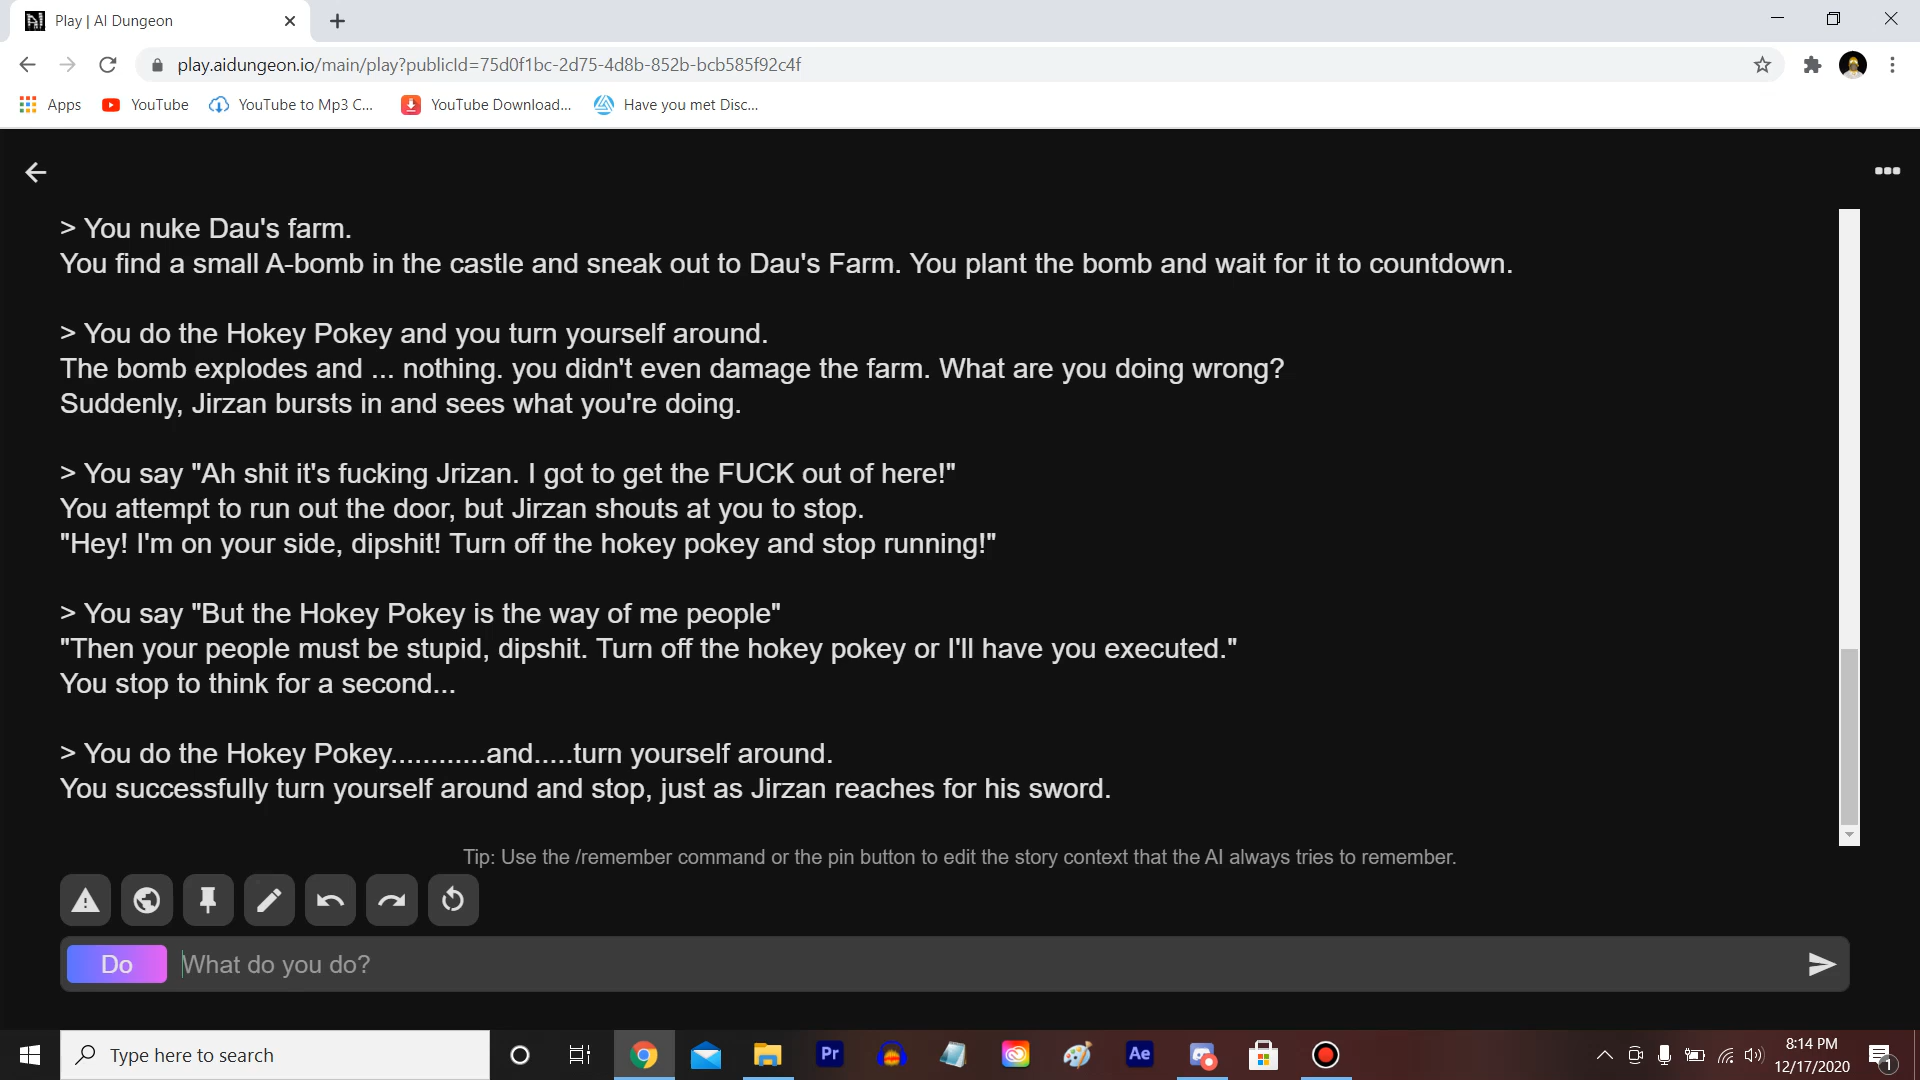 Play | AI Dungeon
play.aidungeon.io/main/play?publicId=75d0f1bc-2d75-4d8b-852b-bcb585f92c4f
Apps YouTube YouTube to Mp3 C... YouTube Download... Have you met Disc...
> You nuke Dau's farm.
You find a small A-bomb in the castle and sneak out to Dau's Farm. You plant the bomb and wait for it to countdown.
> You do the Hokey Pokey and you turn yourself around.
The bomb explodes and ... nothing. you didn't even damage the farm. What are you doing wrong?
Suddenly, Jirzan bursts in and sees what you're doing.
> You say "Ah shit it's fucking Jrizan. I got to get the FUCK out of here!"
You attempt to run out the door, but Jirzan shouts at you to stop.
"Hey! I'm on your side, dipshit! Turn off the hokey pokey and stop running!"
> You say "But the Hokey Pokey is the way of me people"
"Then your people must be stupid, dipshit. Turn off the hokey pokey or I'll have you executed."
You stop to think for a second...
> You do the Hokey Pokey............and.....turn yourself around.
You successfully turn yourself around and stop, just as Jirzan reaches for his sword.
Tip: Use the /remember command or the pin button to edit the story context that the AI always tries to remember.
Do What do you do?
Type here to search
Pr
Ae
8:14 PM
12/17/2020
1